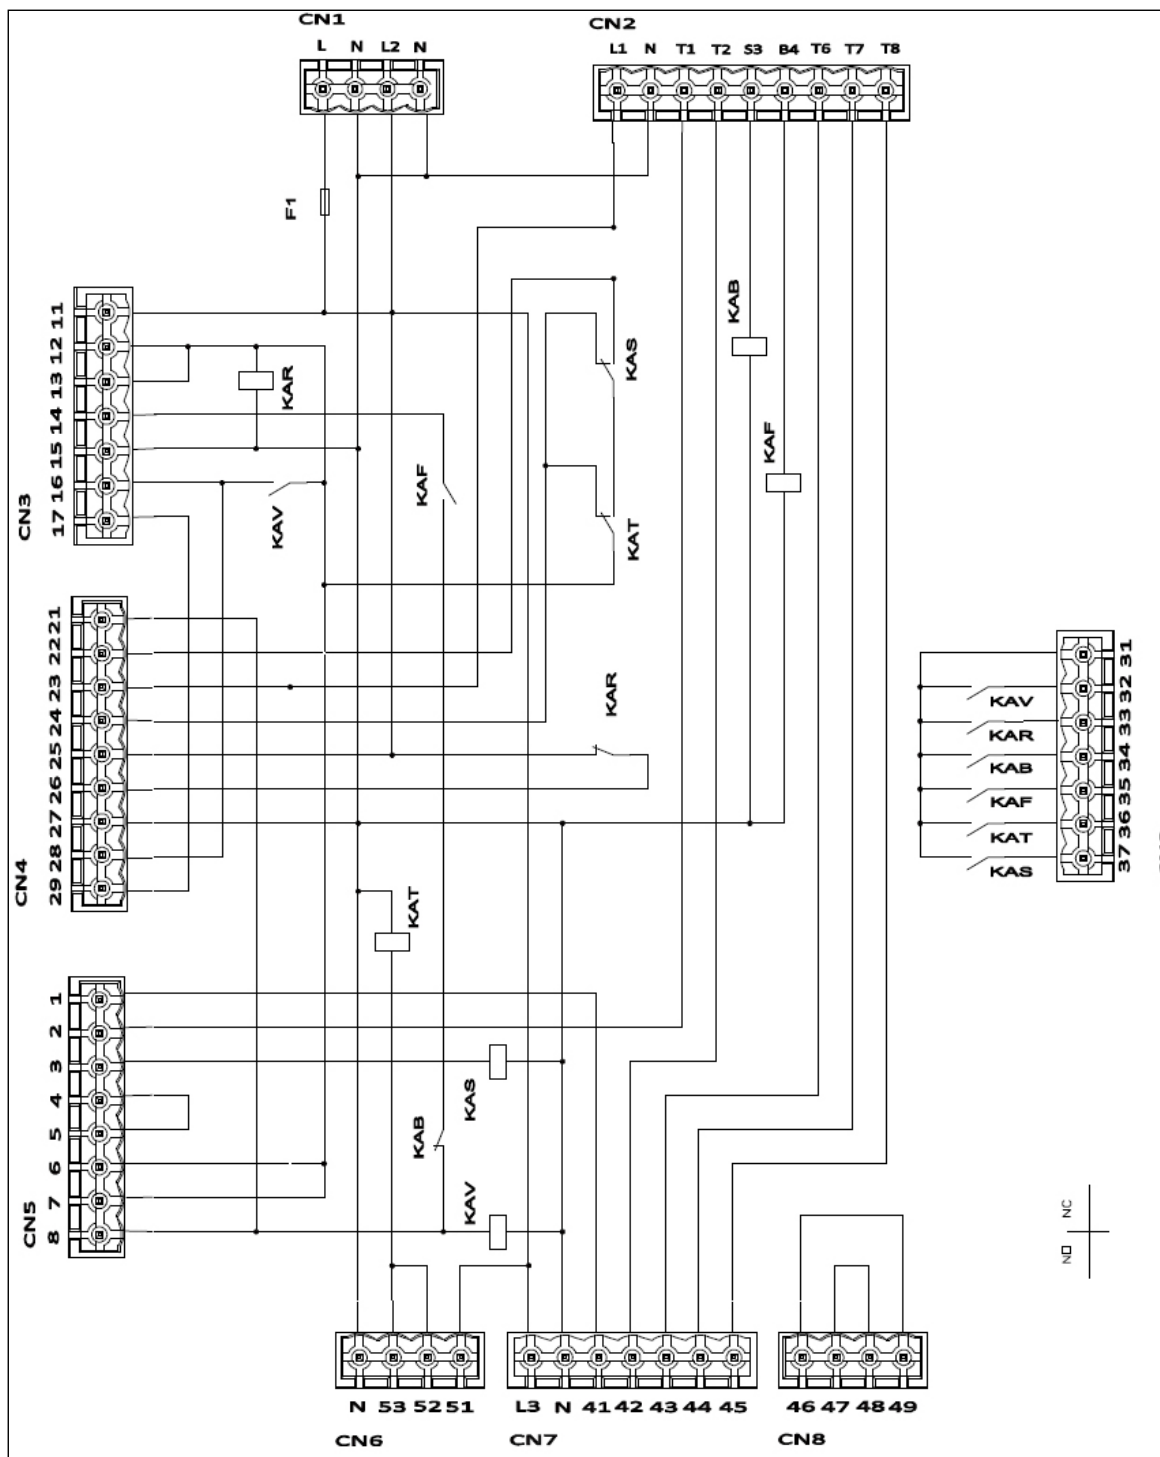 CN1
CN2
L N L2 N
L1 N T1 T2 S3 B4 T6 T7 T8
F1
KAB
KAS
KAR
KAF
KAF
KAV
KAT
11
12
13
14
15
16
17
CN3
21
22
23
24
25
26
27
28
29
CN4
KAR
KAT
31
32
33
34
35
36
37
KAV
KAR
KAB
KAF
KAT
KAS
1
2
3
4
5
6
7
8
CN5
KAS
KAB
KAV
NC
NO
N 53 52 51
CN6
L3 N 41 42 43 44 45
CN7
46 47 48 49
CN8